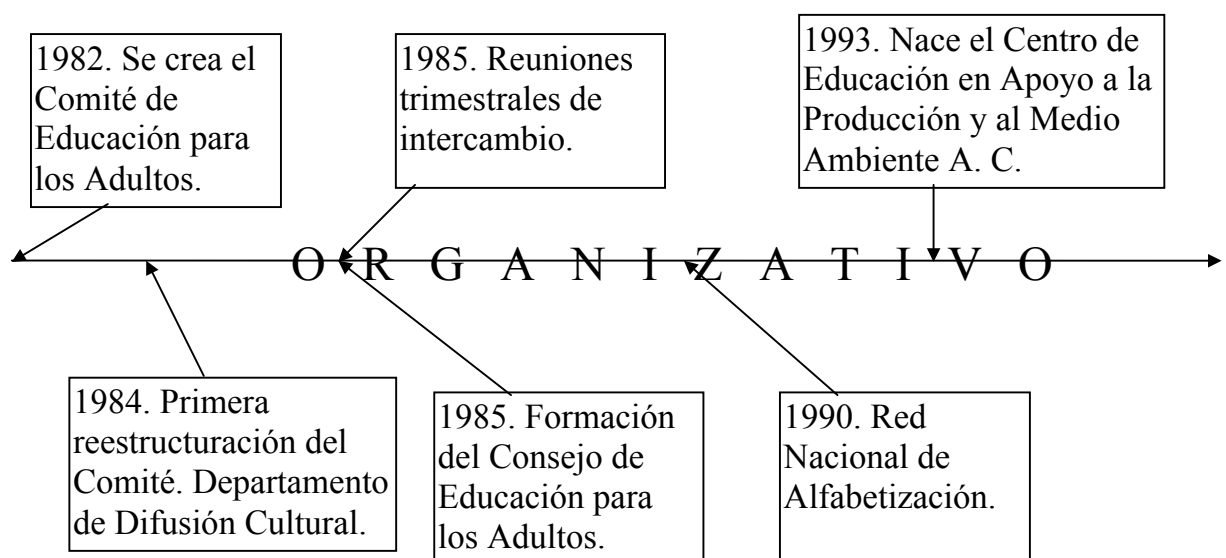 1982. Se crea el
Comité de
Educación para
los Adultos.
1985. Reuniones
trimestrales de
intercambio.
1993. Nace el Centro de
Educación en Apoyo a la
Producción y al Medio
Ambiente A. C.
O R G A N I Z A T I V O
1984. Primera
reestructuración del
Comité. Departamento
de Difusión Cultural.
1985. Formación
del Consejo de
Educación para
los Adultos.
1990. Red
Nacional de
Alfabetización.